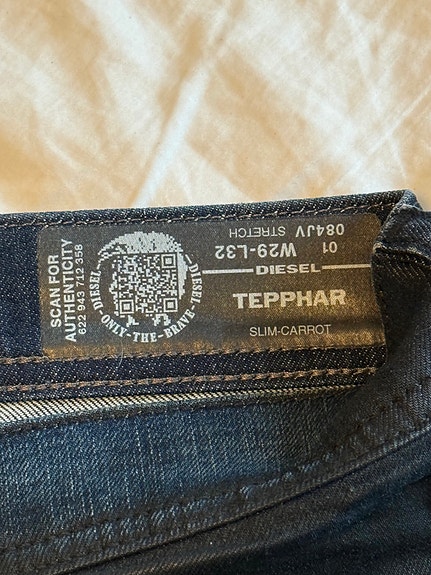 SCAN FOR
AUTHENTICITY
622 943 712 358
DIESEL
ONLY-THE-BRAVE
DIESEL
084JV STRETCH
01 W29-L32
DIESEL
TEPPHAR
SLIM-CARROT